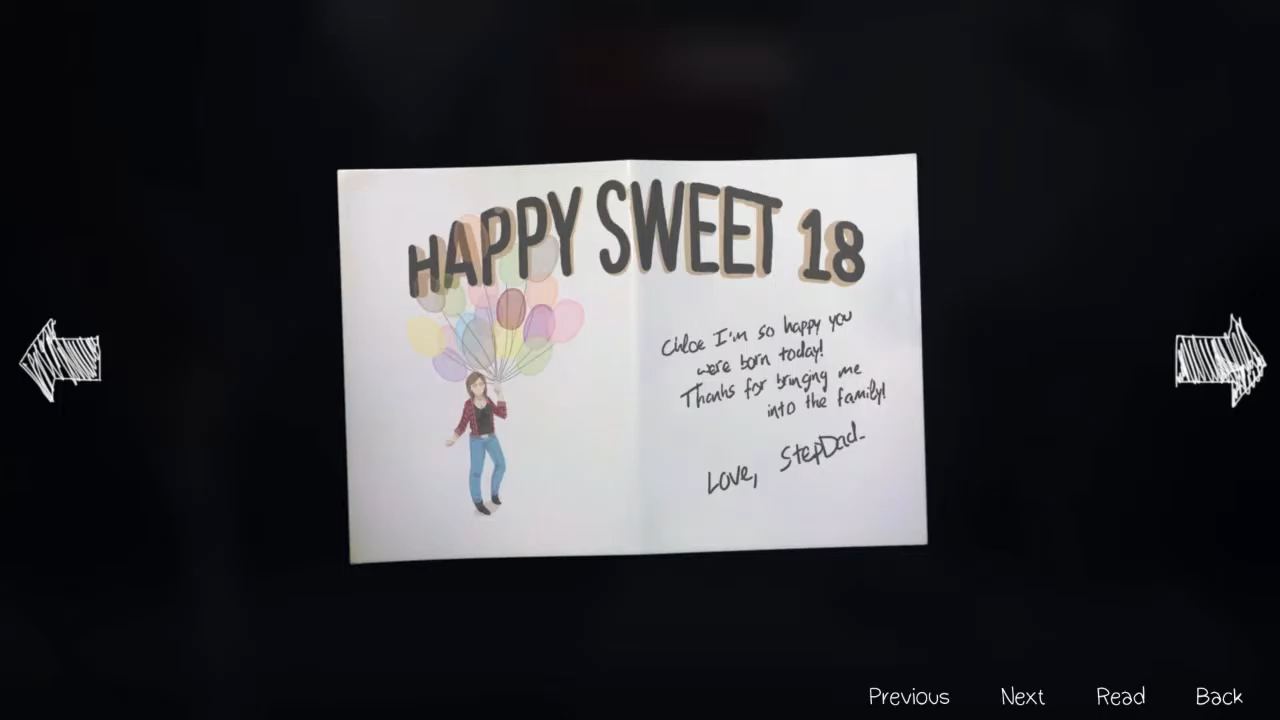 HAPPY SWEET 18
Chloe I'm so happy you
were born today!
Thanks for bringing me
into the family!
Love, StepDad-
Previous Next Read Back